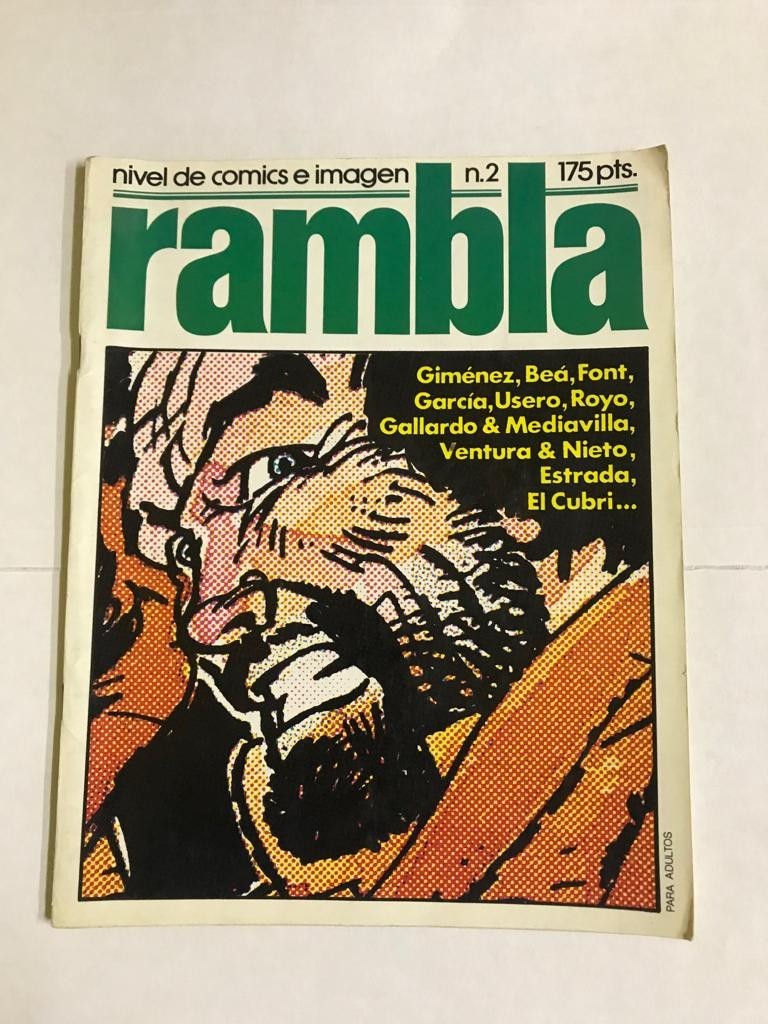 nivel de comics e imagen n.2 175 pts.
rambla
Giménez, Beá, Font,
García, Usero, Royo,
Gallardo & Mediavilla,
Ventura & Nieto,
Estrada,
El Cubri...
PARA ADULTOS